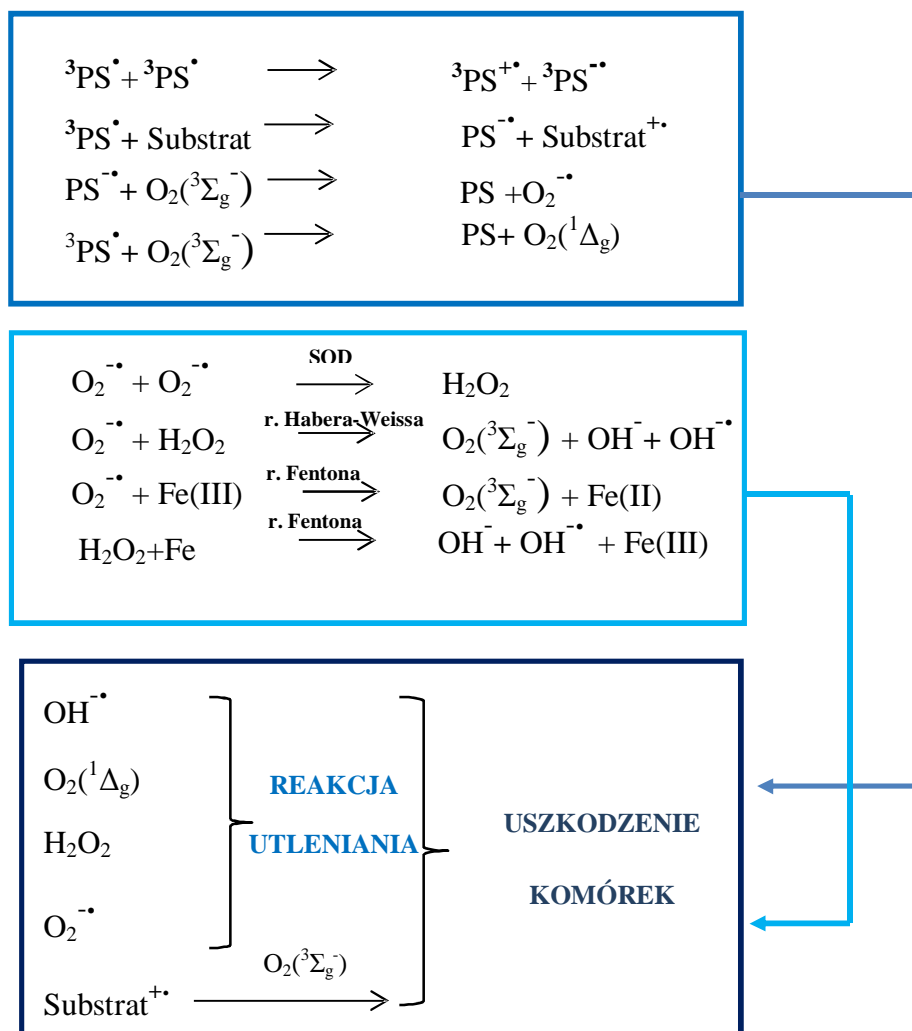 ³PS• + ³PS• ⟶ ³PS⁺• + ³PS⁻•
³PS• + Substrat ⟶ PS⁻• + Substrat⁺•
PS⁻• + O₂(³Σg⁻) ⟶ PS +O₂⁻•
³PS• + O₂(³Σg⁻) ⟶ PS+ O₂(¹Δg)
O₂⁻• + O₂⁻• SOD ⟶ H₂O₂
O₂⁻• + H₂O₂ r. Habera-Weissa ⟶ O₂(³Σg⁻) + OH⁻ + OH⁻•
O₂⁻• + Fe(III) r. Fentona ⟶ O₂(³Σg⁻) + Fe(II)
H₂O₂+Fe r. Fentona ⟶ OH⁻ + OH⁻• + Fe(III)
OH⁻•
O₂(¹Δg)
H₂O₂
O₂⁻•
REAKCJA
UTLENIANIA
Substrat⁺• O₂(³Σg⁻) ⟶
USZKODZENIE
KOMÓREK